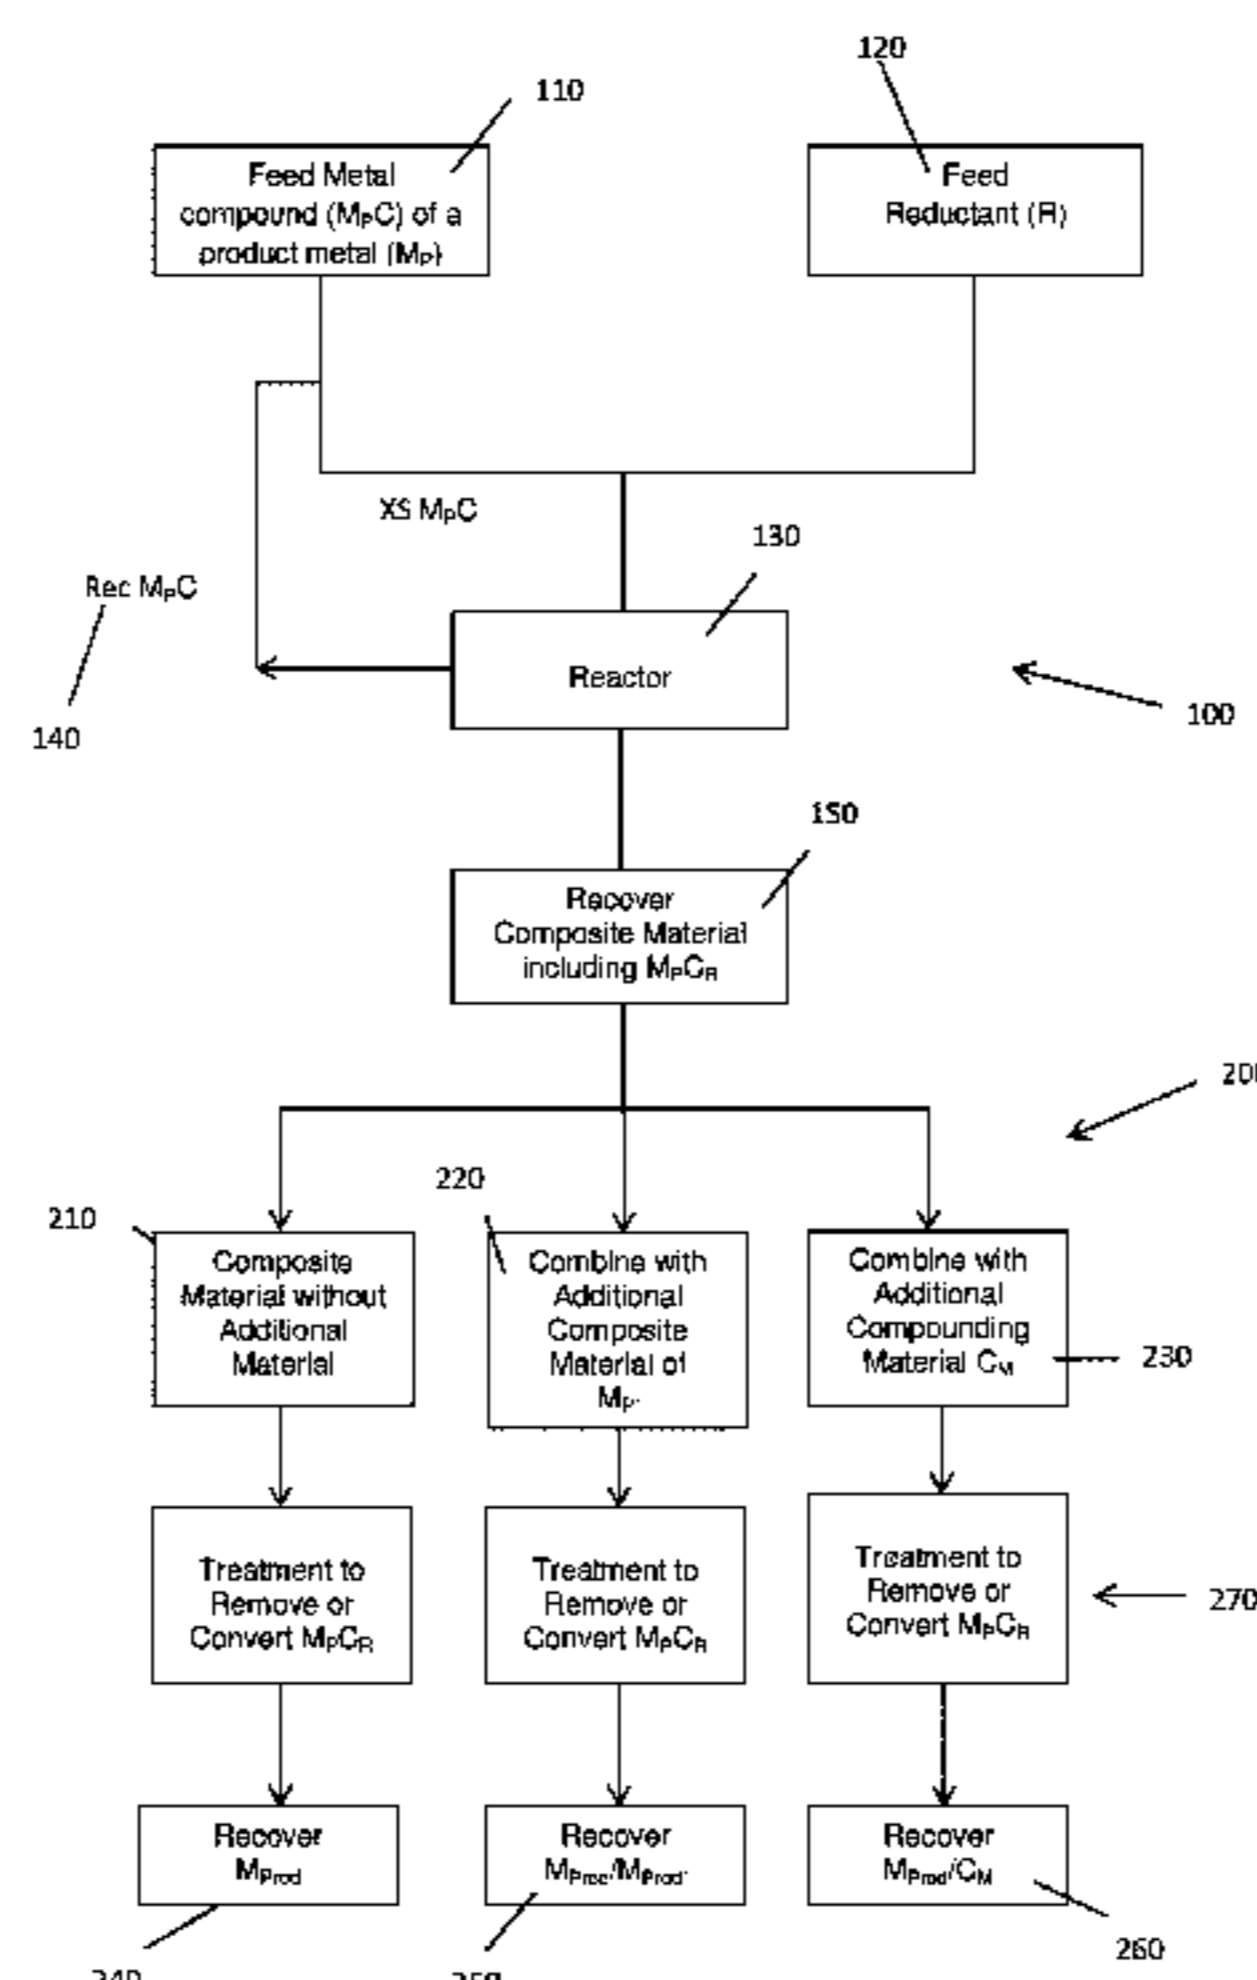 120
110
Feed Metal
compound (MPC) of a
product metal (MP)
Feed
Reductant (R)
XS MPC
130
Rec MPC
Reactor
140
100
150
Recover
Composite Material
including MPCR
220
210
Composite
Material without
Additional
Material
Combine with
Additional
Composite
Material of
MP'
Combine with
Additional
Compounding
Material CM
230
Treatment to
Remove or
Convert MPCR
Treatment to
Remove or
Convert MPCR
Treatment to
Remove or
Convert MPCR
270
Recover
MProd
Recover
MProd/MProd'
Recover
MProd/CM
260